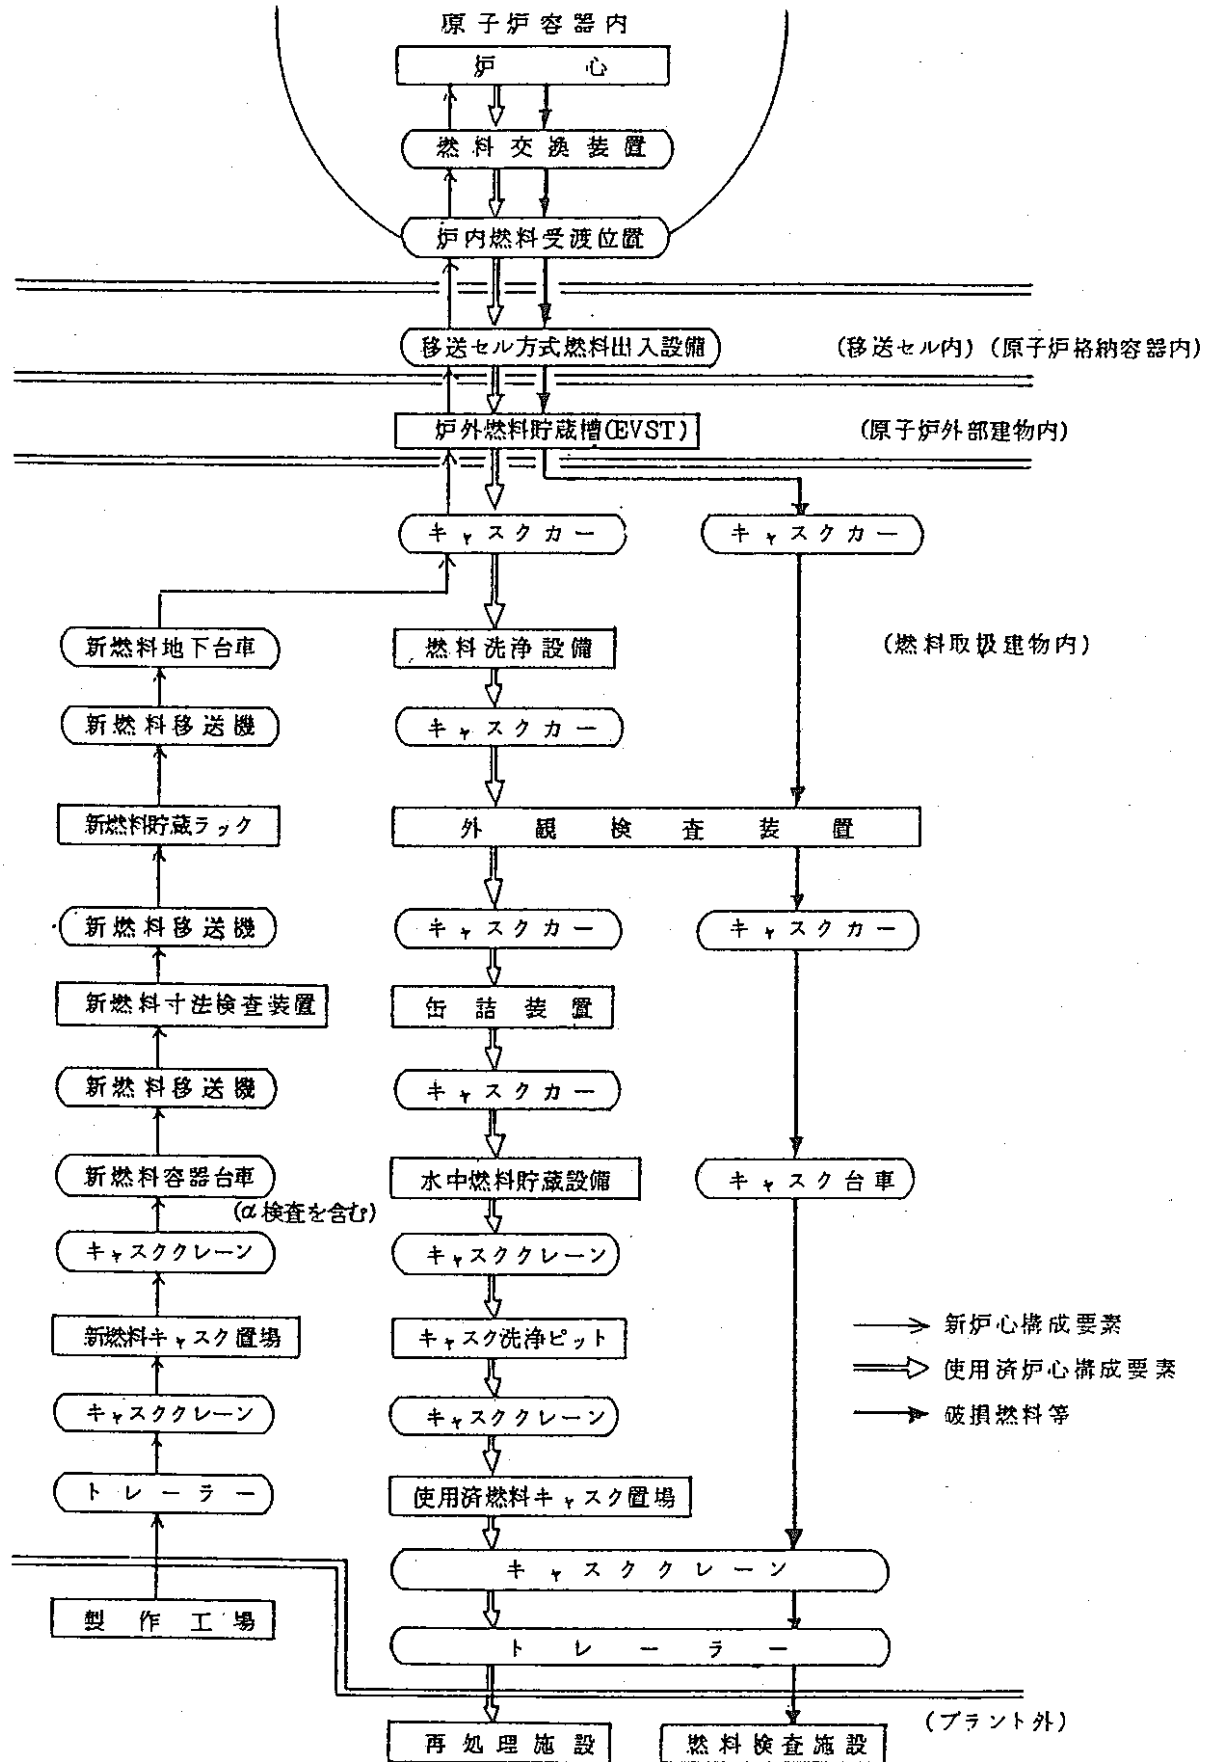 原子炉容器内
炉心
燃料交換装置
炉内燃料受渡位置
移送セル方式燃料出入設備
(移送セル内) (原子炉格納容器内)
炉外燃料貯蔵槽(EVST)
(原子炉外部建物内)
キャスクカー
キャスクカー
新燃料地下台車
燃料洗浄設備
(燃料取扱建物内)
新燃料移送機
キャスクカー
新燃料貯蔵ラック
外観検査装置
新燃料移送機
キャスクカー
キャスクカー
新燃料寸法検査装置
缶詰装置
新燃料移送機
キャスクカー
新燃料容器台車
(α検査を含む)
水中燃料貯蔵設備
キャスク台車
キャスククレーン
キャスククレーン
新燃料キャスク置場
キャスク洗浄ピット
新炉心構成要素
使用済炉心構成要素
破損燃料等
キャスククレーン
キャスククレーン
トレーラー
使用済燃料キャスク置場
キャスククレーン
製作工場
トレーラー
(プラント外)
再処理施設
燃料検査施設